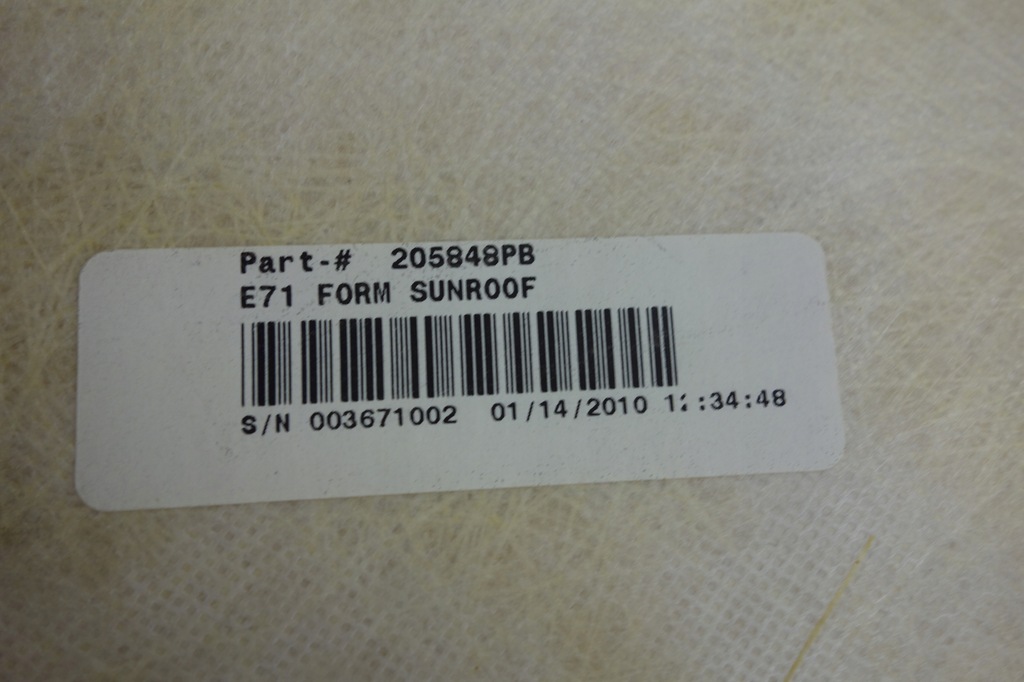 Part-# 205848PB
E71 FORM SUNROOF
S/N 003671002 01/14/2010